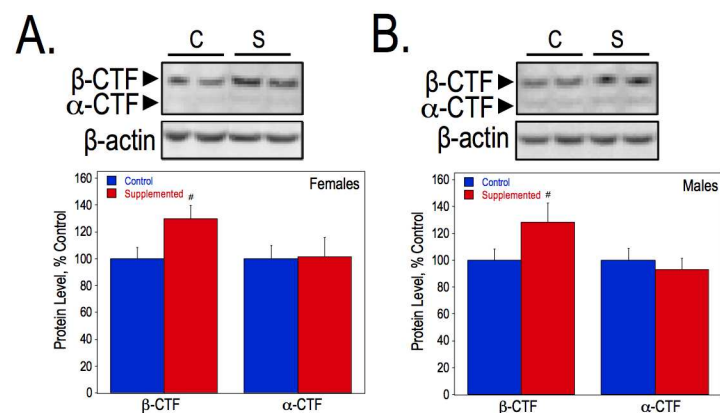 A.
C S
β-CTF
α-CTF
β-actin
160
140
120
100
80
60
40
20
0
Protein Level, % Control
Control
Supplemented
#
Females
β-CTF α-CTF
B.
C S
β-CTF
α-CTF
β-actin
160
140
120
100
80
60
40
20
0
Protein Level, % Control
Control
Supplemented
#
Males
β-CTF α-CTF